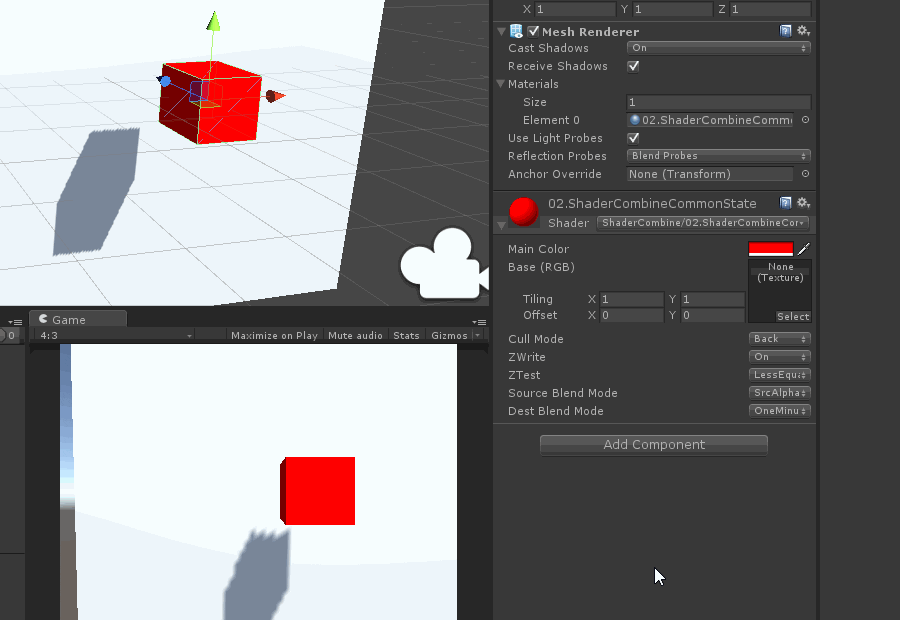 X 1 Y 1 Z 1
Mesh Renderer
Cast Shadows On
Receive Shadows
Materials
Size 1
Element 0 02.ShaderCombineComm
Use Light Probes
Reflection Probes Blend Probes
Anchor Override None (Transform)
02.ShaderCombineCommonState
Shader ShaderCombine/02.ShaderCombineCor
Main Color
Base (RGB)
None
(Texture)
Tiling X 1 Y 1
Offset X 0 Y 0
Select
Cull Mode Back
ZWrite On
ZTest LessEqua
Source Blend Mode SrcAlpha
Dest Blend Mode OneMinu
Add Component
Game
0
4:3 Maximize on Play Mute audio Stats Gizmos